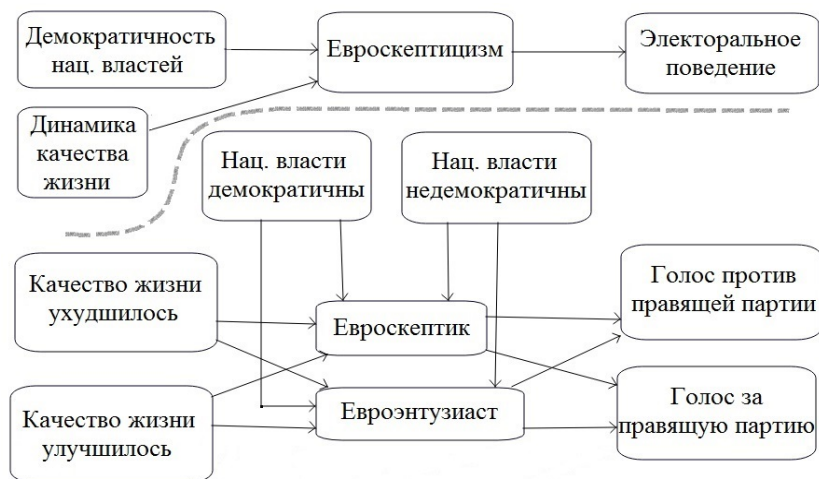 Демократичность
нац. властей
Евроскептицизм
Электоральное
поведение
Динамика
качества
жизни
Нац. власти
демократичны
Нац. власти
недемократичны
Качество жизни
ухудшилось
Евроскептик
Голос против
правящей партии
Качество жизни
улучшилось
Евроэнтузиаст
Голос за
правящую партию